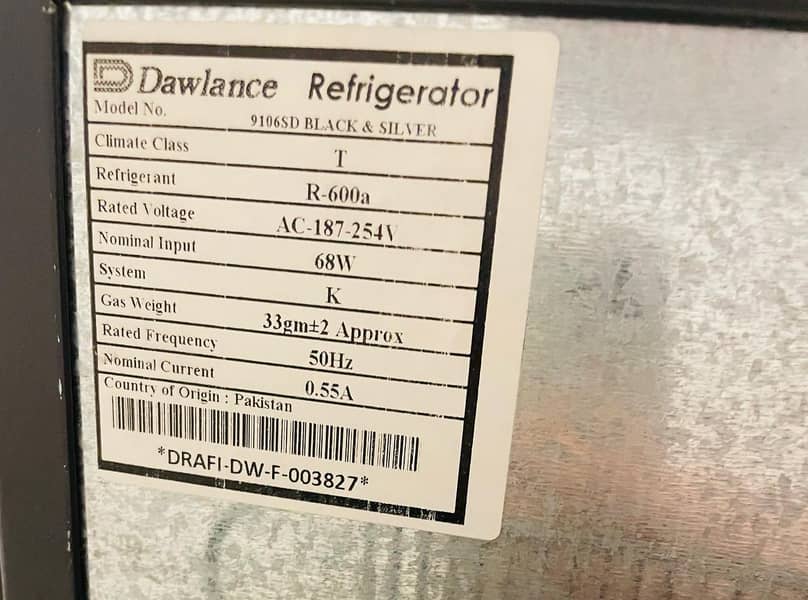 Dawlance Refrigerator
Model No. 9106SD BLACK & SILVER
Climate Class T
Refrigerant R-600a
Rated Voltage AC-187-254V
Nominal Input 68W
System K
Gas Weight 33gm±2 Approx
Rated Frequency 50Hz
Nominal Current 0.55A
Country of Origin : Pakistan
*DRAFI-DW-F-003827*